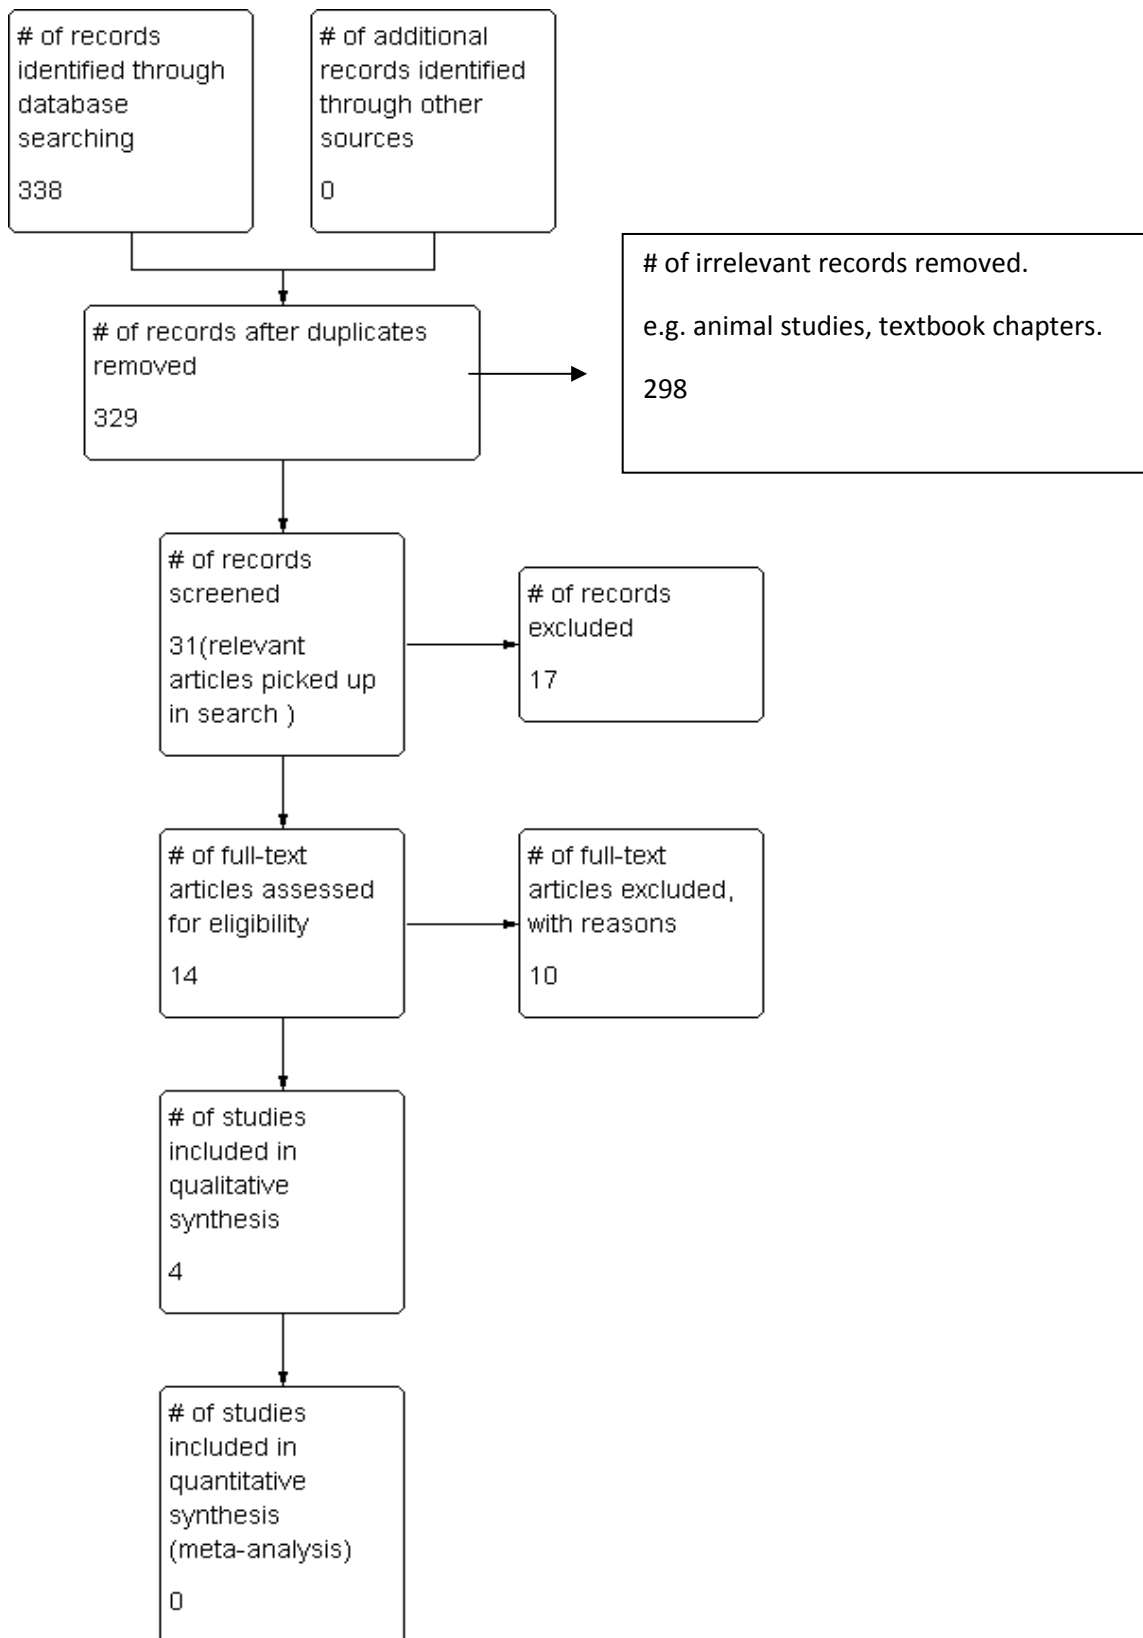 # of records
identified through
database
searching
338
# of additional
records identified
through other
sources
0
# of irrelevant records removed.
e.g. animal studies, textbook chapters.
298
# of records after duplicates
removed
329
# of records
screened
31(relevant
articles picked up
in search )
# of records
excluded
17
# of full-text
articles assessed
for eligibility
14
# of full-text
articles excluded,
with reasons
10
# of studies
included in
qualitative
synthesis
4
# of studies
included in
quantitative
synthesis
(meta-analysis)
0